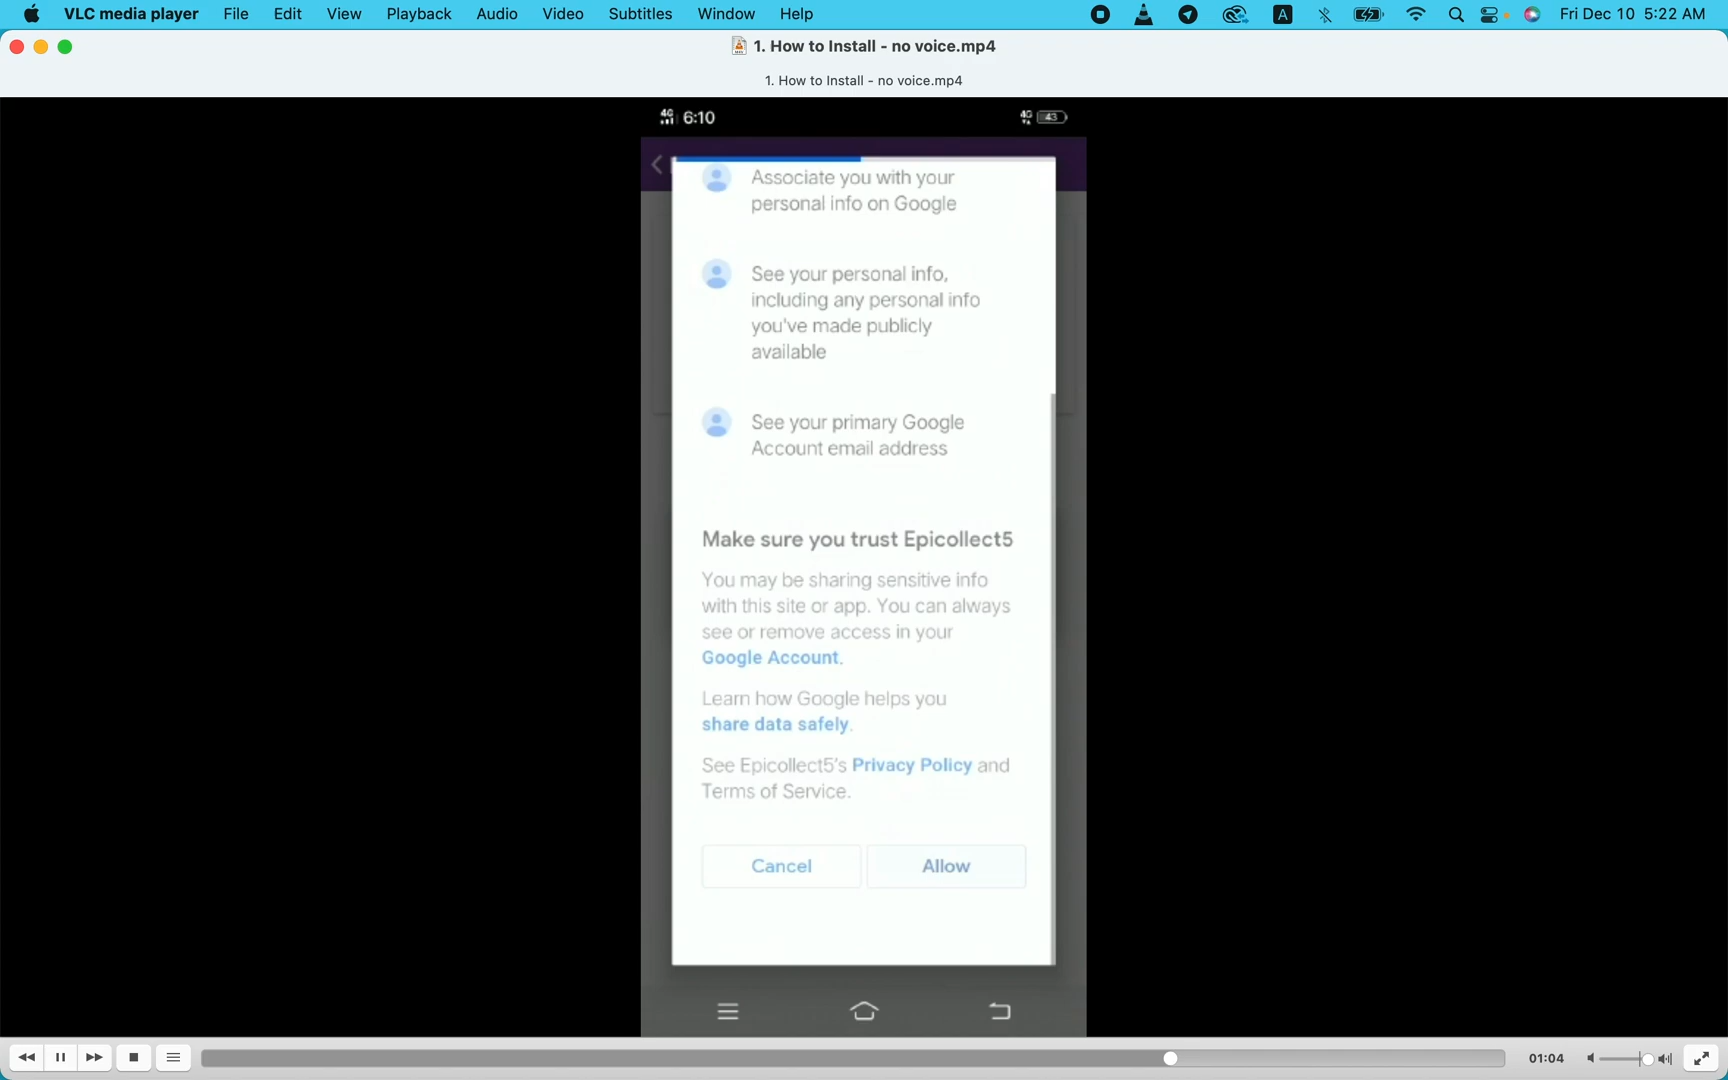 VLC media player File Edit View Playback Audio Video Subtitles Window Help A Fri Dec 10 5:22 AM
1. How to Install - no voice.mp4
1. How to Install - no voice.mp4
4G 6:10 4G 43
Associate you with your
personal info on Google
See your personal info,
including any personal info
you've made publicly
available
See your primary Google
Account email address
Make sure you trust Epicollect5
You may be sharing sensitive info
with this site or app. You can always
see or remove access in your
Google Account.
Learn how Google helps you
share data safely.
See Epicollect5's Privacy Policy and
Terms of Service.
Cancel Allow
01:04